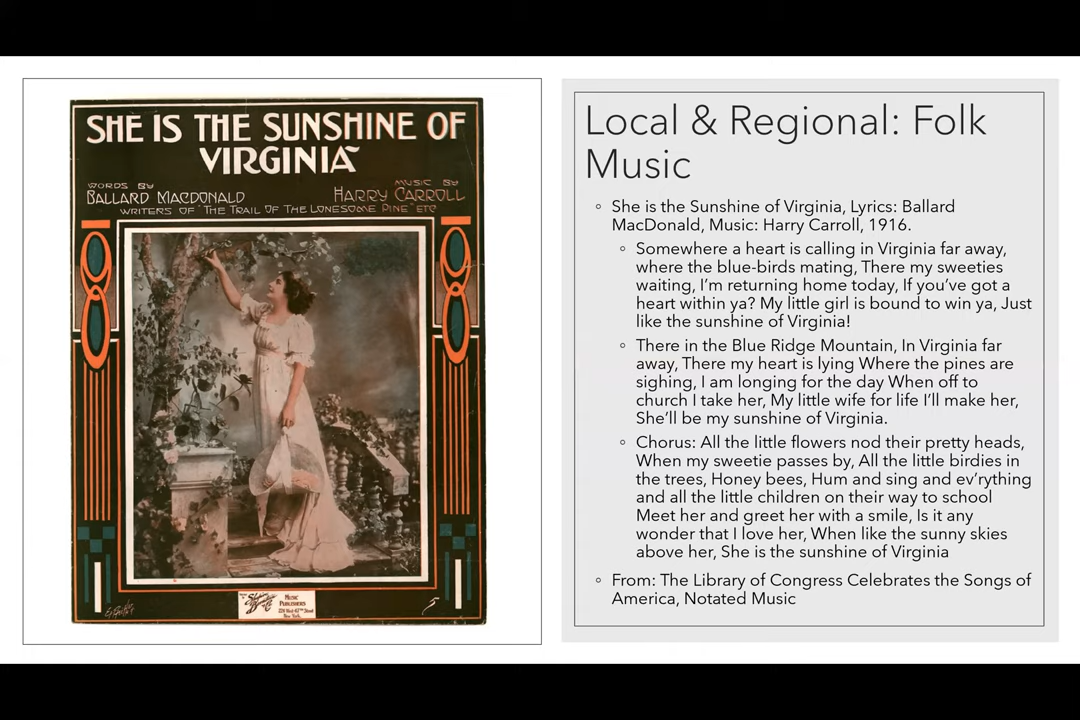 SHE IS THE SUNSHINE OF
VIRGINIA
WORDS BY
BALLARD MACDONALD
MUSIC BY
HARRY CARROLL
WRITERS OF "THE TRAIL OF THE LONESOME PINE" ETC
MUSIC
PUBLISHERS
New York
Local & Regional: Folk
Music
She is the Sunshine of Virginia, Lyrics: Ballard
MacDonald, Music: Harry Carroll, 1916.
Somewhere a heart is calling in Virginia far away,
where the blue-birds mating, There my sweeties
waiting, I’m returning home today, If you’ve got a
heart within ya? My little girl is bound to win ya, Just
like the sunshine of Virginia!
There in the Blue Ridge Mountain, In Virginia far
away, There my heart is lying Where the pines are
sighing, I am longing for the day When off to
church I take her, My little wife for life I’ll make her,
She’ll be my sunshine of Virginia.
Chorus: All the little flowers nod their pretty heads,
When my sweetie passes by, All the little birdies in
the trees, Honey bees, Hum and sing and ev’rything
and all the little children on their way to school
Meet her and greet her with a smile, Is it any
wonder that I love her, When like the sunny skies
above her, She is the sunshine of Virginia
From: The Library of Congress Celebrates the Songs of
America, Notated Music